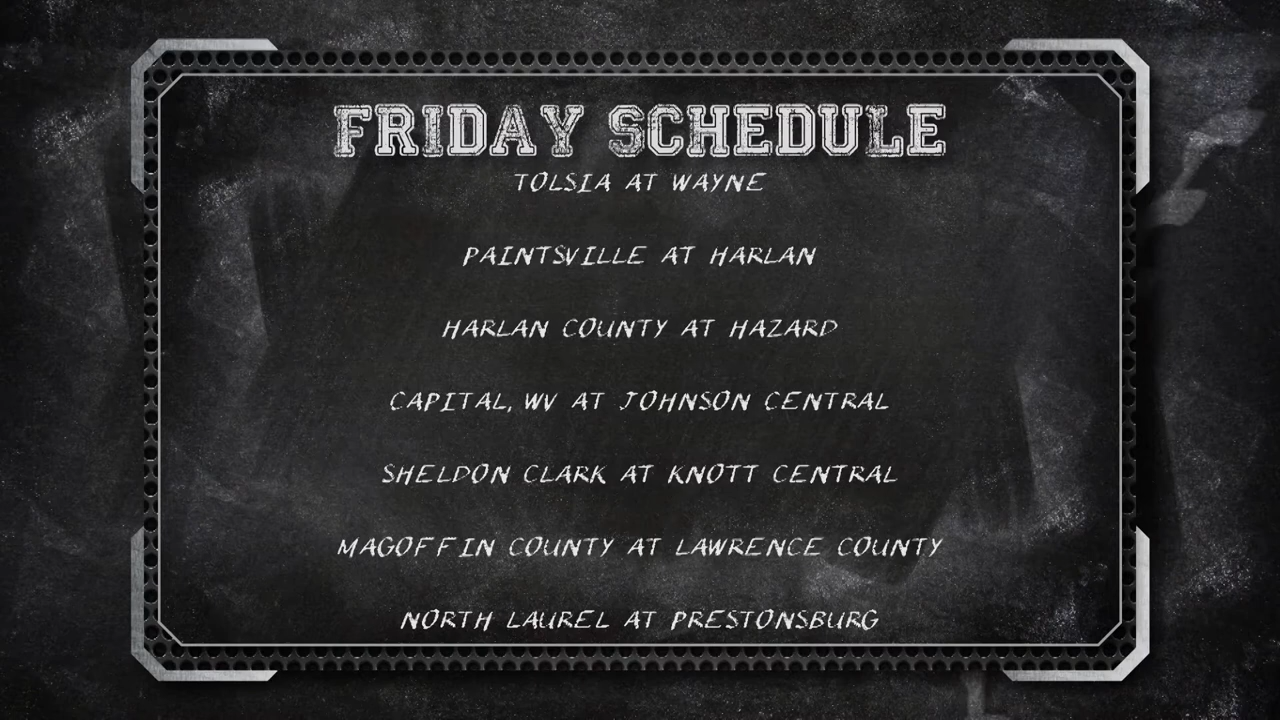 FRIDAY SCHEDULE
TOLSIA AT WAYNE
PAINTSVILLE AT HARLAN
HARLAN COUNTY AT HAZARD
CAPITAL, WV AT JOHNSON CENTRAL
SHELDON CLARK AT KNOTT CENTRAL
MAGOFFIN COUNTY AT LAWRENCE COUNTY
NORTH LAUREL AT PRESTONSBURG